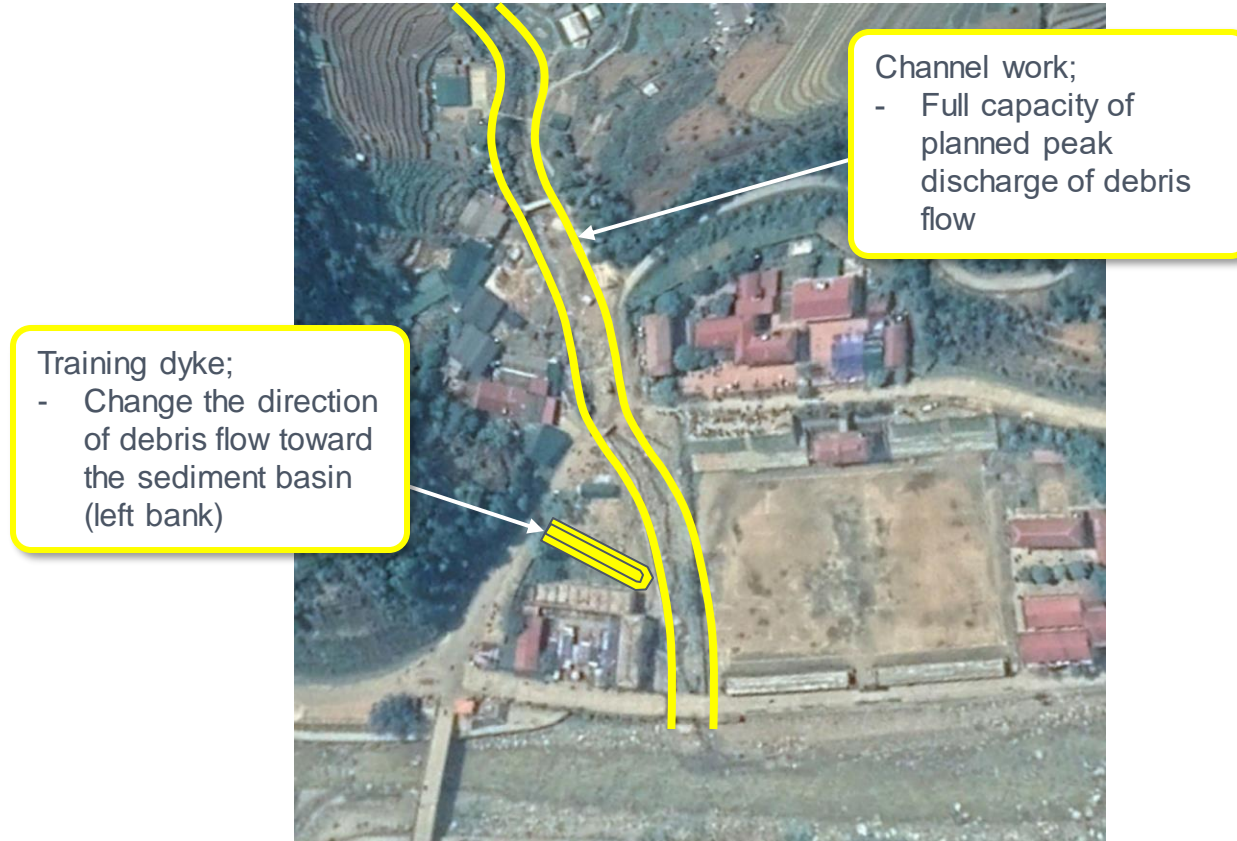 Channel work;
- Full capacity of
planned peak
discharge of debris
flow
Training dyke;
- Change the direction
of debris flow toward
the sediment basin
(left bank)